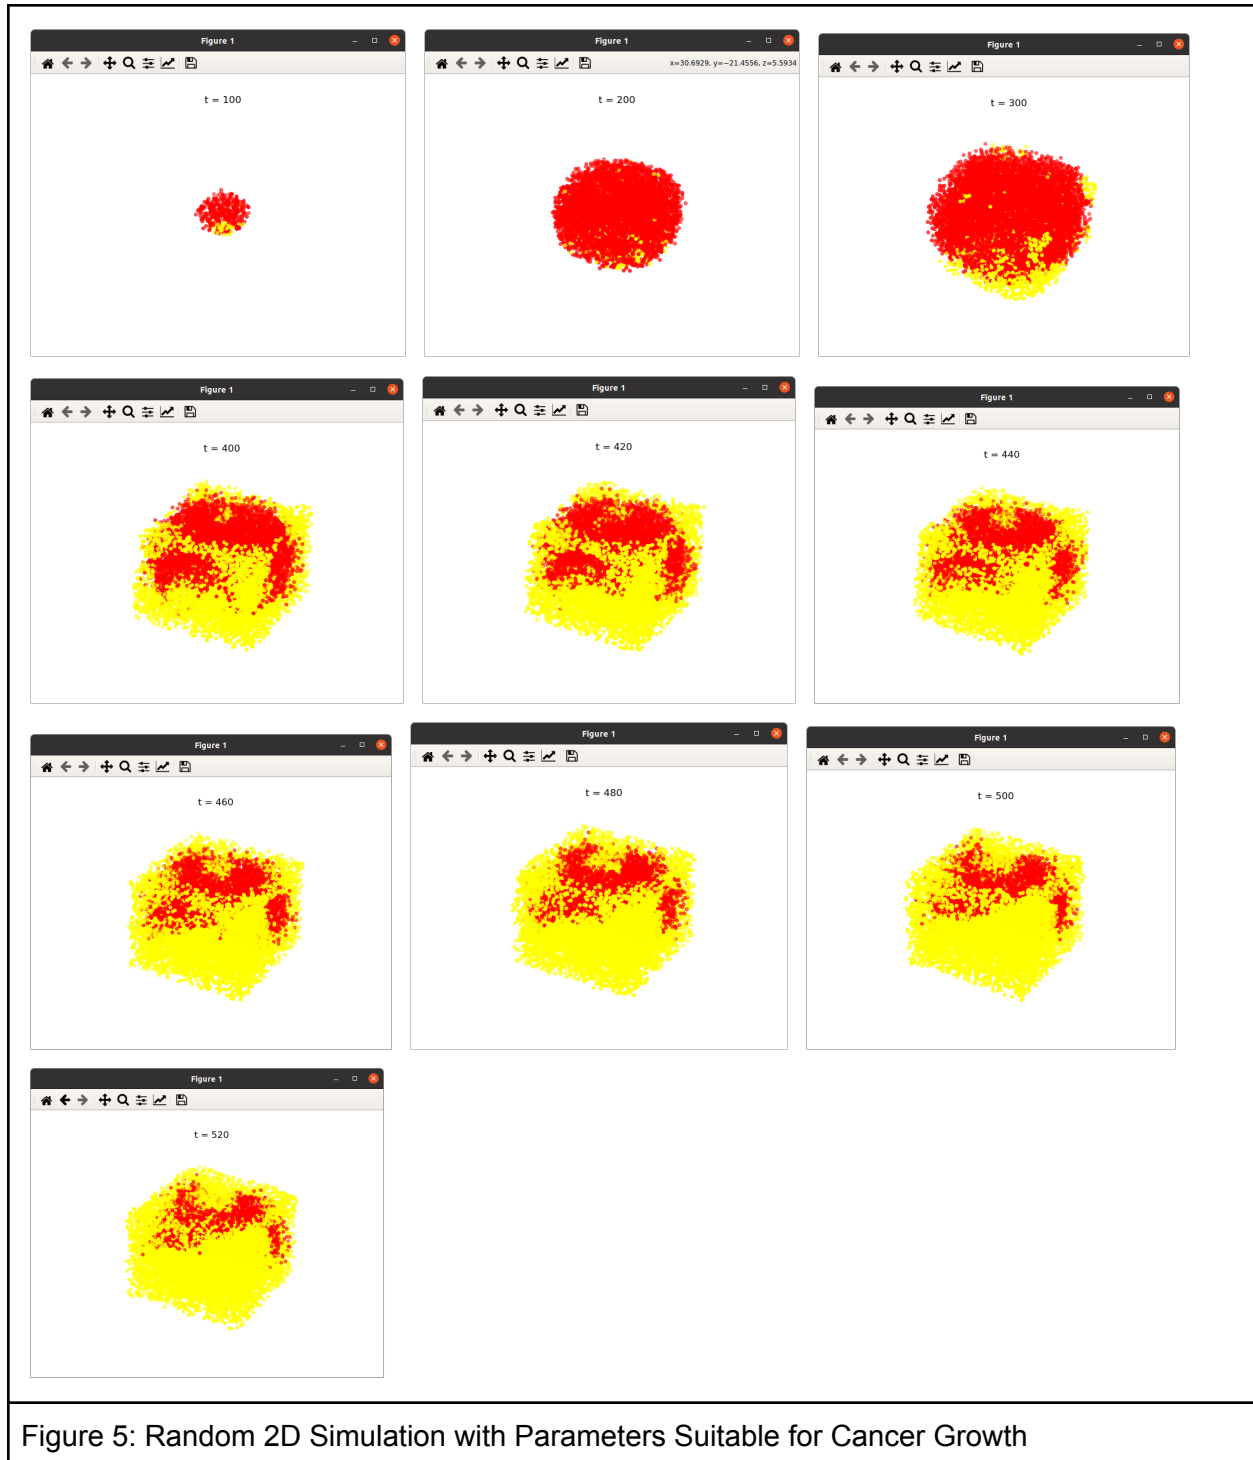 Figure 1
t = 100
Figure 1
x=30.6929, y=−21.4556, z=5.5934
t = 200
Figure 1
t = 300
Figure 1
t = 400
Figure 1
t = 420
Figure 1
t = 440
Figure 1
t = 460
Figure 1
t = 480
Figure 1
t = 500
Figure 1
t = 520
Figure 5: Random 2D Simulation with Parameters Suitable for Cancer Growth